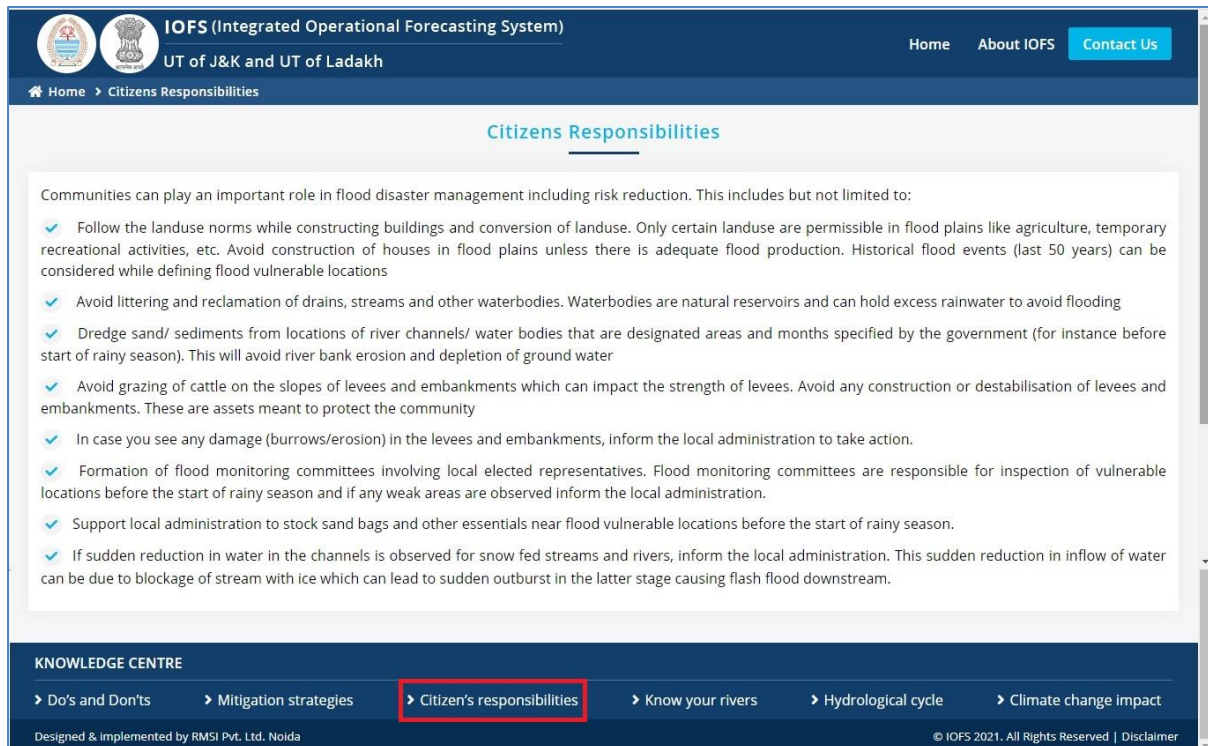 IOFS (Integrated Operational Forecasting System)
UT of J&K and UT of Ladakh
Home About IOFS Contact Us
Home > Citizens Responsibilities
Citizens Responsibilities
Communities can play an important role in flood disaster management including risk reduction. This includes but not limited to:
Follow the landuse norms while constructing buildings and conversion of landuse. Only certain landuse are permissible in flood plains like agriculture, temporary
recreational activities, etc. Avoid construction of houses in flood plains unless there is adequate flood production. Historical flood events (last 50 years) can be
considered while defining flood vulnerable locations
Avoid littering and reclamation of drains, streams and other waterbodies. Waterbodies are natural reservoirs and can hold excess rainwater to avoid flooding
Dredge sand/ sediments from locations of river channels/ water bodies that are designated areas and months specified by the government (for instance before
start of rainy season). This will avoid river bank erosion and depletion of ground water
Avoid grazing of cattle on the slopes of levees and embankments which can impact the strength of levees. Avoid any construction or destabilisation of levees and
embankments. These are assets meant to protect the community
In case you see any damage (burrows/erosion) in the levees and embankments, inform the local administration to take action.
Formation of flood monitoring committees involving local elected representatives. Flood monitoring committees are responsible for inspection of vulnerable
locations before the start of rainy season and if any weak areas are observed inform the local administration.
Support local administration to stock sand bags and other essentials near flood vulnerable locations before the start of rainy season.
If sudden reduction in water in the channels is observed for snow fed streams and rivers, inform the local administration. This sudden reduction in inflow of water
can be due to blockage of stream with ice which can lead to sudden outburst in the latter stage causing flash flood downstream.
KNOWLEDGE CENTRE
> Do's and Don'ts > Mitigation strategies > Citizen's responsibilities > Know your rivers > Hydrological cycle > Climate change impact
Designed & implemented by RMSI Pvt. Ltd. Noida © IOFS 2021. All Rights Reserved | Disclaimer